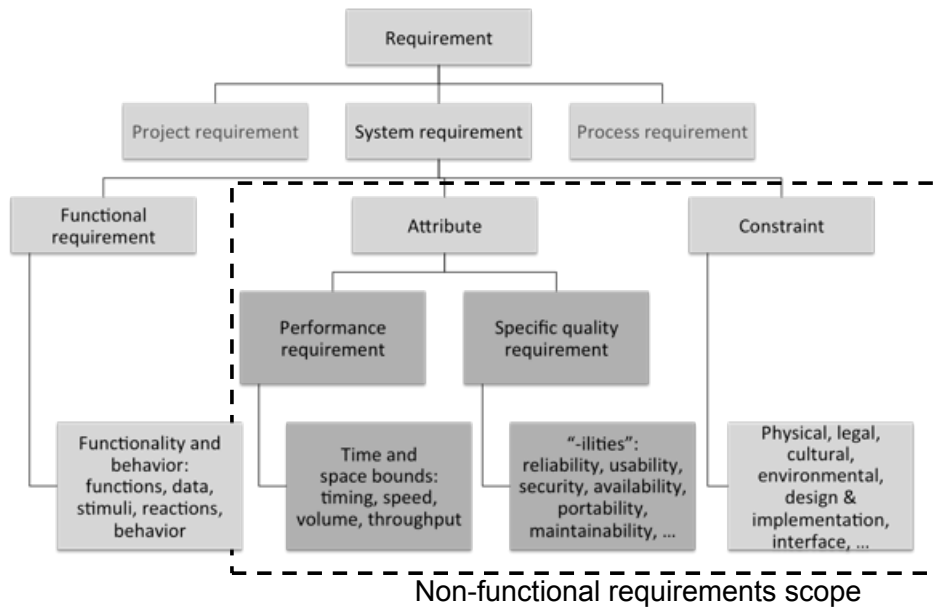 Requirement
Project requirement
System requirement
Process requirement
Functional
requirement
Attribute
Constraint
Performance
requirement
Specific quality
requirement
Functionality and
behavior:
functions, data,
stimuli, reactions,
behavior
Time and
space bounds:
timing, speed,
volume, throughput
“-ilities”:
reliability, usability,
security, availability,
portability,
maintainability, ...
Physical, legal,
cultural,
environmental,
design &
implementation,
interface, ...
Non-functional requirements scope